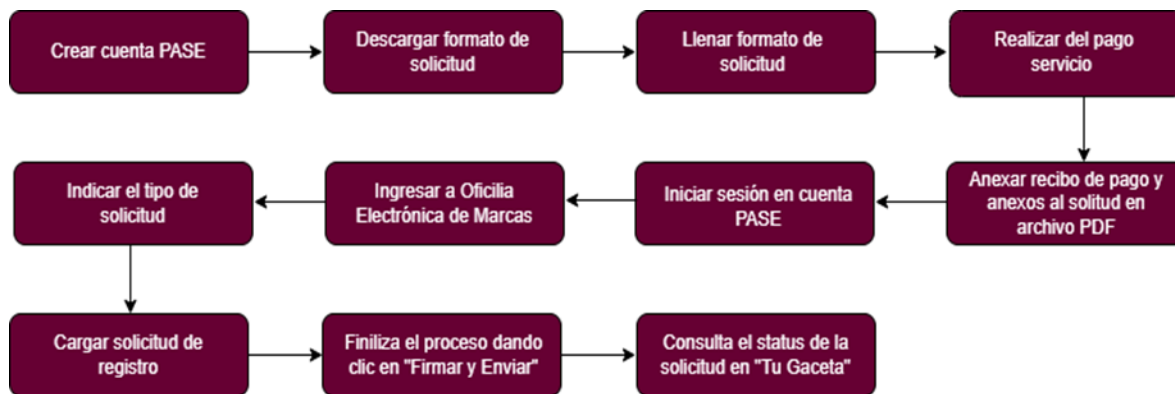 Crear cuenta PASE
Descargar formato de
solicitud
Llenar formato de
solicitud
Realizar del pago
servicio
Anexar recibo de pago y
anexos al solitud en
archivo PDF
Iniciar sesión en cuenta
PASE
Ingresar a Oficilia
Electrónica de Marcas
Indicar el tipo de
solicitud
Cargar solicitud de
registro
Finiliza el proceso dando
clic en "Firmar y Enviar"
Consulta el status de la
solicitud en "Tu Gaceta"